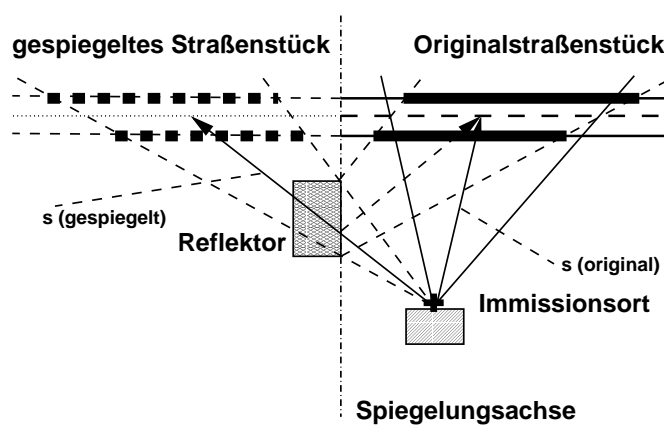 gespiegeltes Straßenstück
Originalstraßenstück
s (gespiegelt)
Reflektor
s (original)
Immissionsort
Spiegelungsachse